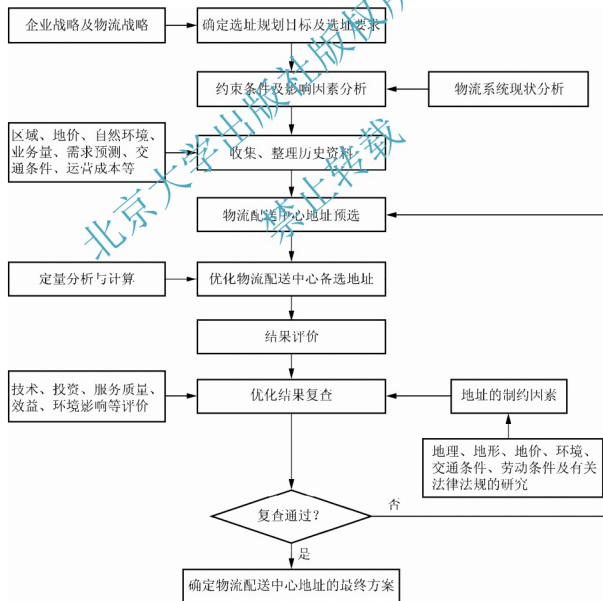 企业战略及物流战略
确定选址规划目标及选址要求
约束条件及影响因素分析
物流系统现状分析
区域、地价、自然环境、
业务量、需求预测、交
通条件、运营成本等
收集、整理历史资料
物流配送中心地址预选
定量分析与计算
优化物流配送中心备选地址
结果评价
技术、投资、服务质量、
效益、环境影响等评价
优化结果复查
地址的制约因素
地理、地形、地价、环境、
交通条件、劳动条件及有关
法律法规的研究
复查通过?
否
是
确定物流配送中心地址的最终方案
北京大学出版社版权所
禁止转载